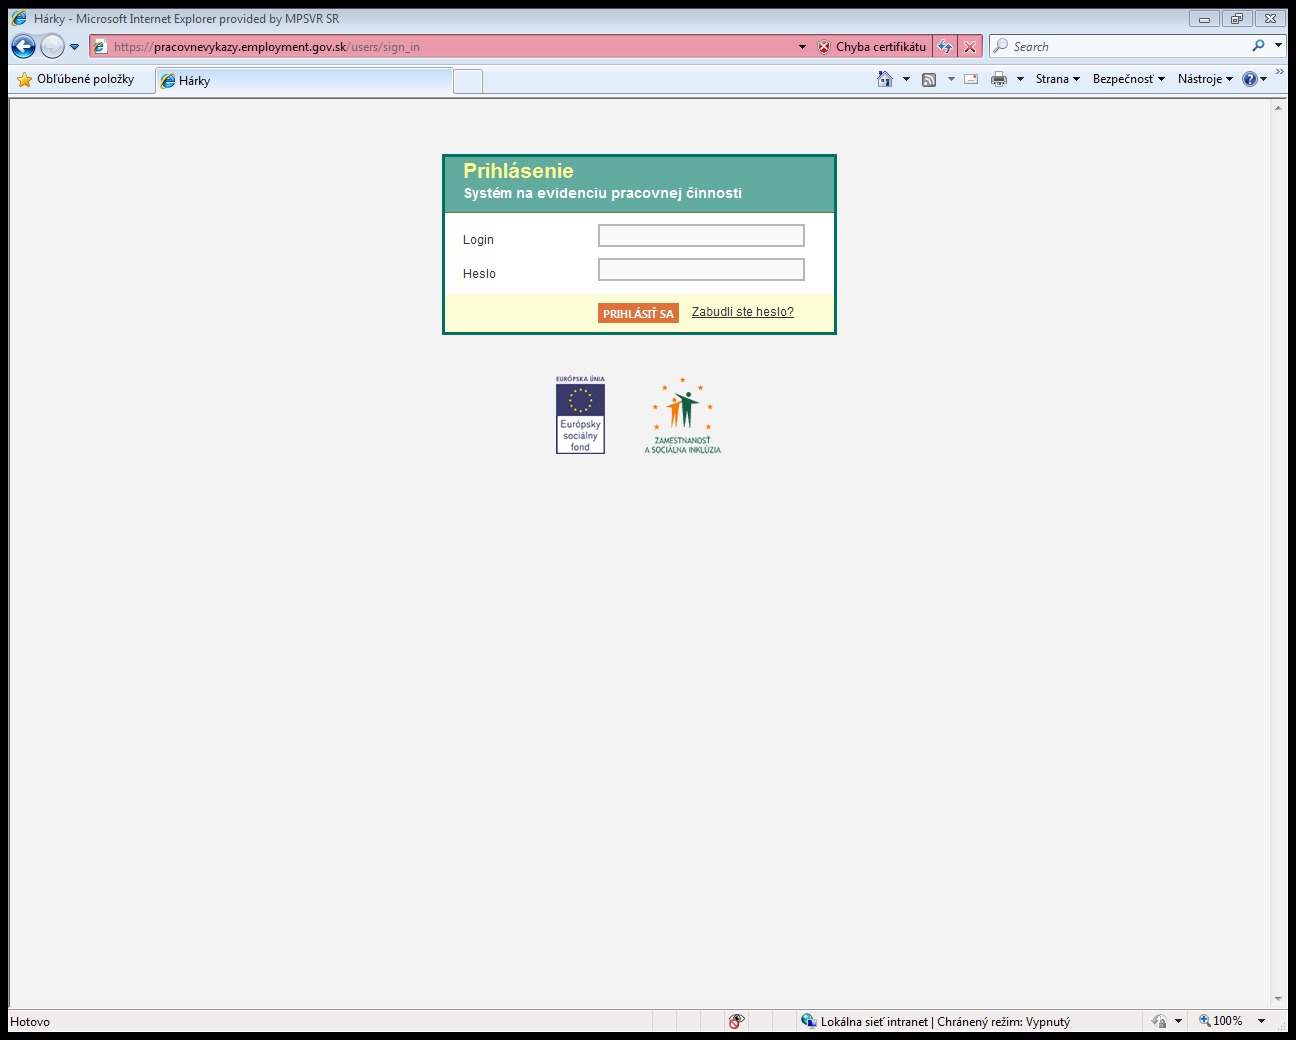 Hárky - Microsoft Internet Explorer provided by MPSVR SR
https://pracovnevykazy.employment.gov.sk/users/sign_in
Chyba certifikátu
Search
Obľúbené položky
Hárky
Strana
Bezpečnosť
Nástroje
Prihlásenie
Systém na evidenciu pracovnej činnosti
Login
Heslo
PRIHLÁSIŤ SA
Zabudli ste heslo?
EURÓPSKA ÚNIA
Európsky
sociálny
fond
ZAMESTNANOSŤ
A SOCIÁLNA INKLÚZIA
Hotovo
Lokálna sieť intranet | Chránený režim: Vypnutý
100%